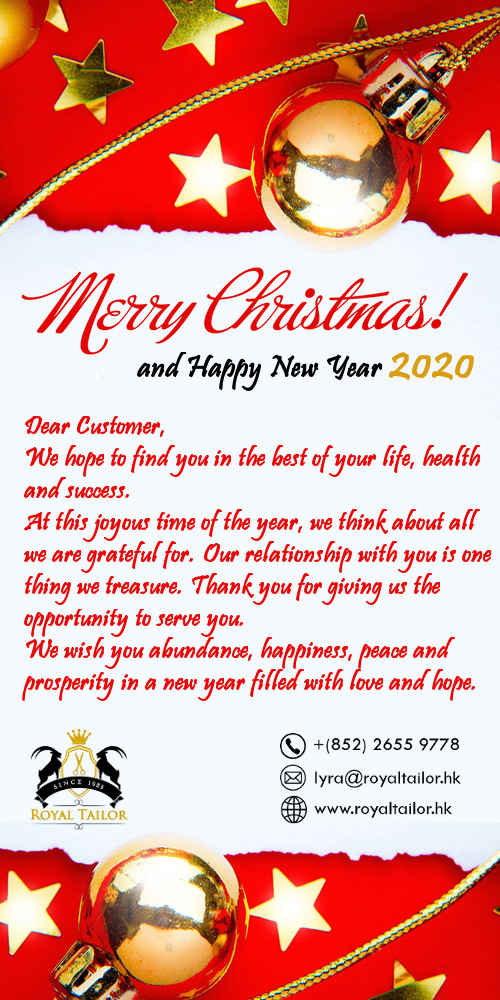 Merry Christmas!
and Happy New Year 2020
Dear Customer,
We hope to find you in the best of your life, health
and success.
At this joyous time of the year, we think about all
we are grateful for. Our relationship with you is one
thing we treasure. Thank you for giving us the
opportunity to serve you.
We wish you abundance, happiness, peace and
prosperity in a new year filled with love and hope.
SINCE 1983
ROYAL TAILOR
+(852) 2655 9778
lyra@royaltailor.hk
www.royaltailor.hk